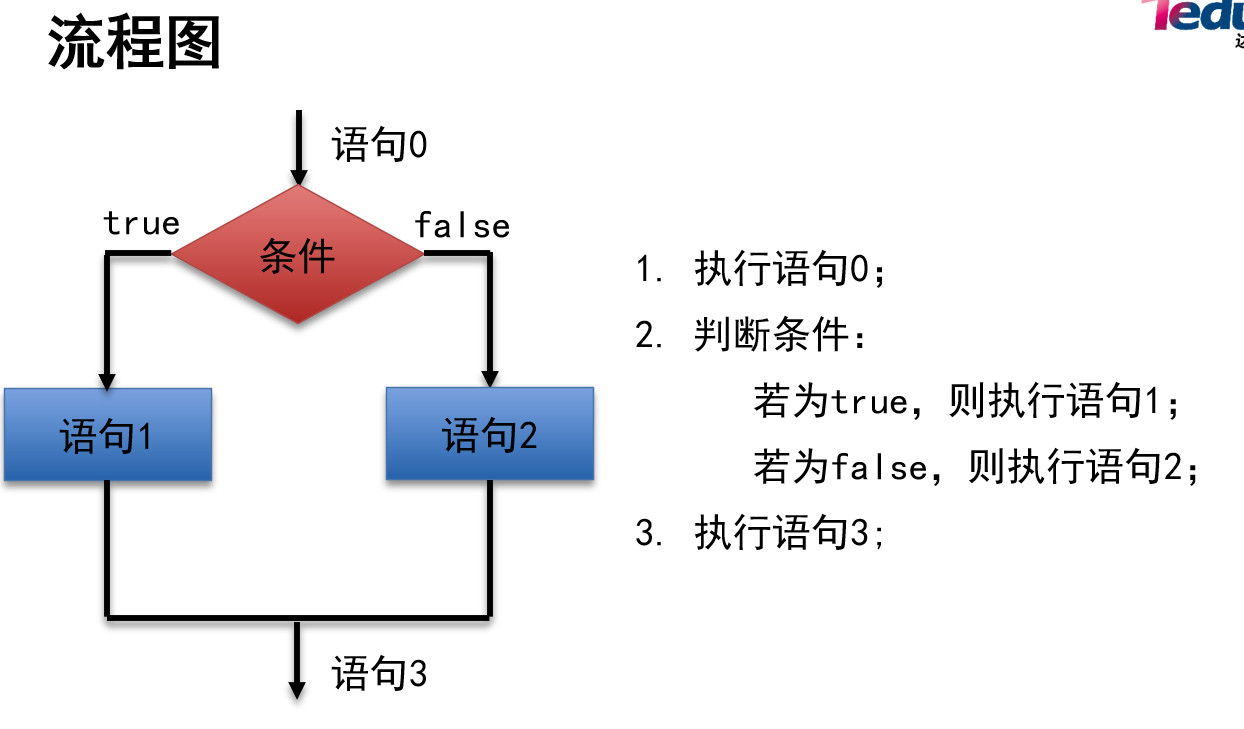 流程图
Tedu
达
语句0
true
false
条件
语句1
语句2
语句3
1. 执行语句0；
2. 判断条件：
若为true，则执行语句1；
若为false，则执行语句2；
3. 执行语句3;